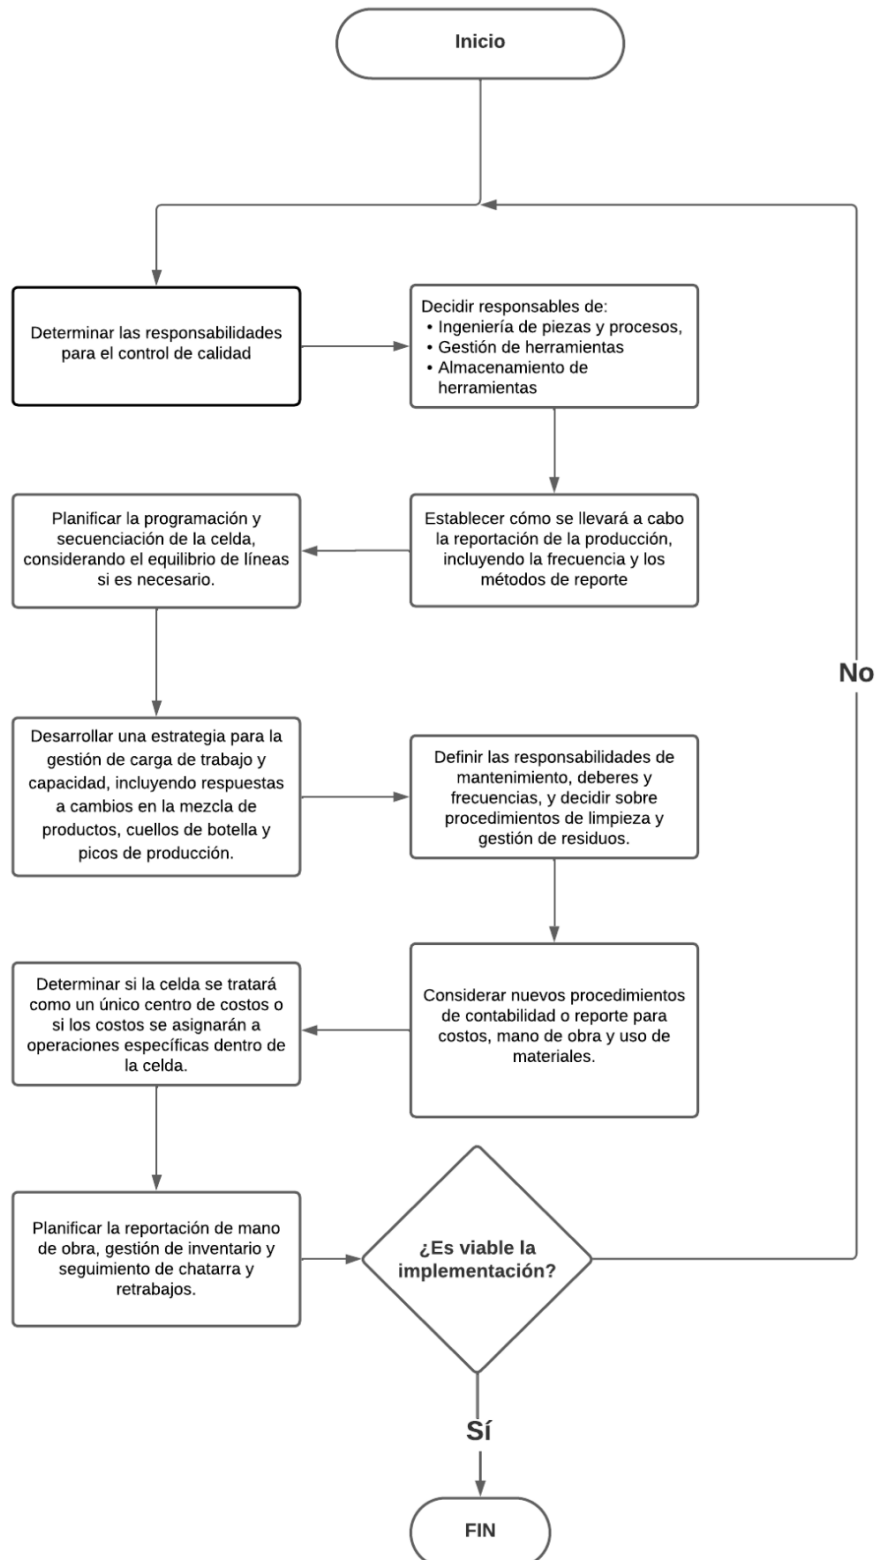 Inicio
Determinar las responsabilidades
para el control de calidad
Decidir responsables de:
• Ingeniería de piezas y procesos,
• Gestión de herramientas
• Almacenamiento de
herramientas
Establecer cómo se llevará a cabo
la reportación de la producción,
incluyendo la frecuencia y los
métodos de reporte
Planificar la programación y
secuenciación de la celda,
considerando el equilibrio de líneas
si es necesario.
Desarrollar una estrategia para la
gestión de carga de trabajo y
capacidad, incluyendo respuestas
a cambios en la mezcla de
productos, cuellos de botella y
picos de producción.
Definir las responsabilidades de
mantenimiento, deberes y
frecuencias, y decidir sobre
procedimientos de limpieza y
gestión de residuos.
Considerar nuevos procedimientos
de contabilidad o reporte para
costos, mano de obra y uso de
materiales.
Determinar si la celda se tratará
como un único centro de costos o
si los costos se asignarán a
operaciones específicas dentro de
la celda.
Planificar la reportación de mano
de obra, gestión de inventario y
seguimiento de chatarra y
retrabajos.
¿Es viable la
implementación?
No
Sí
FIN